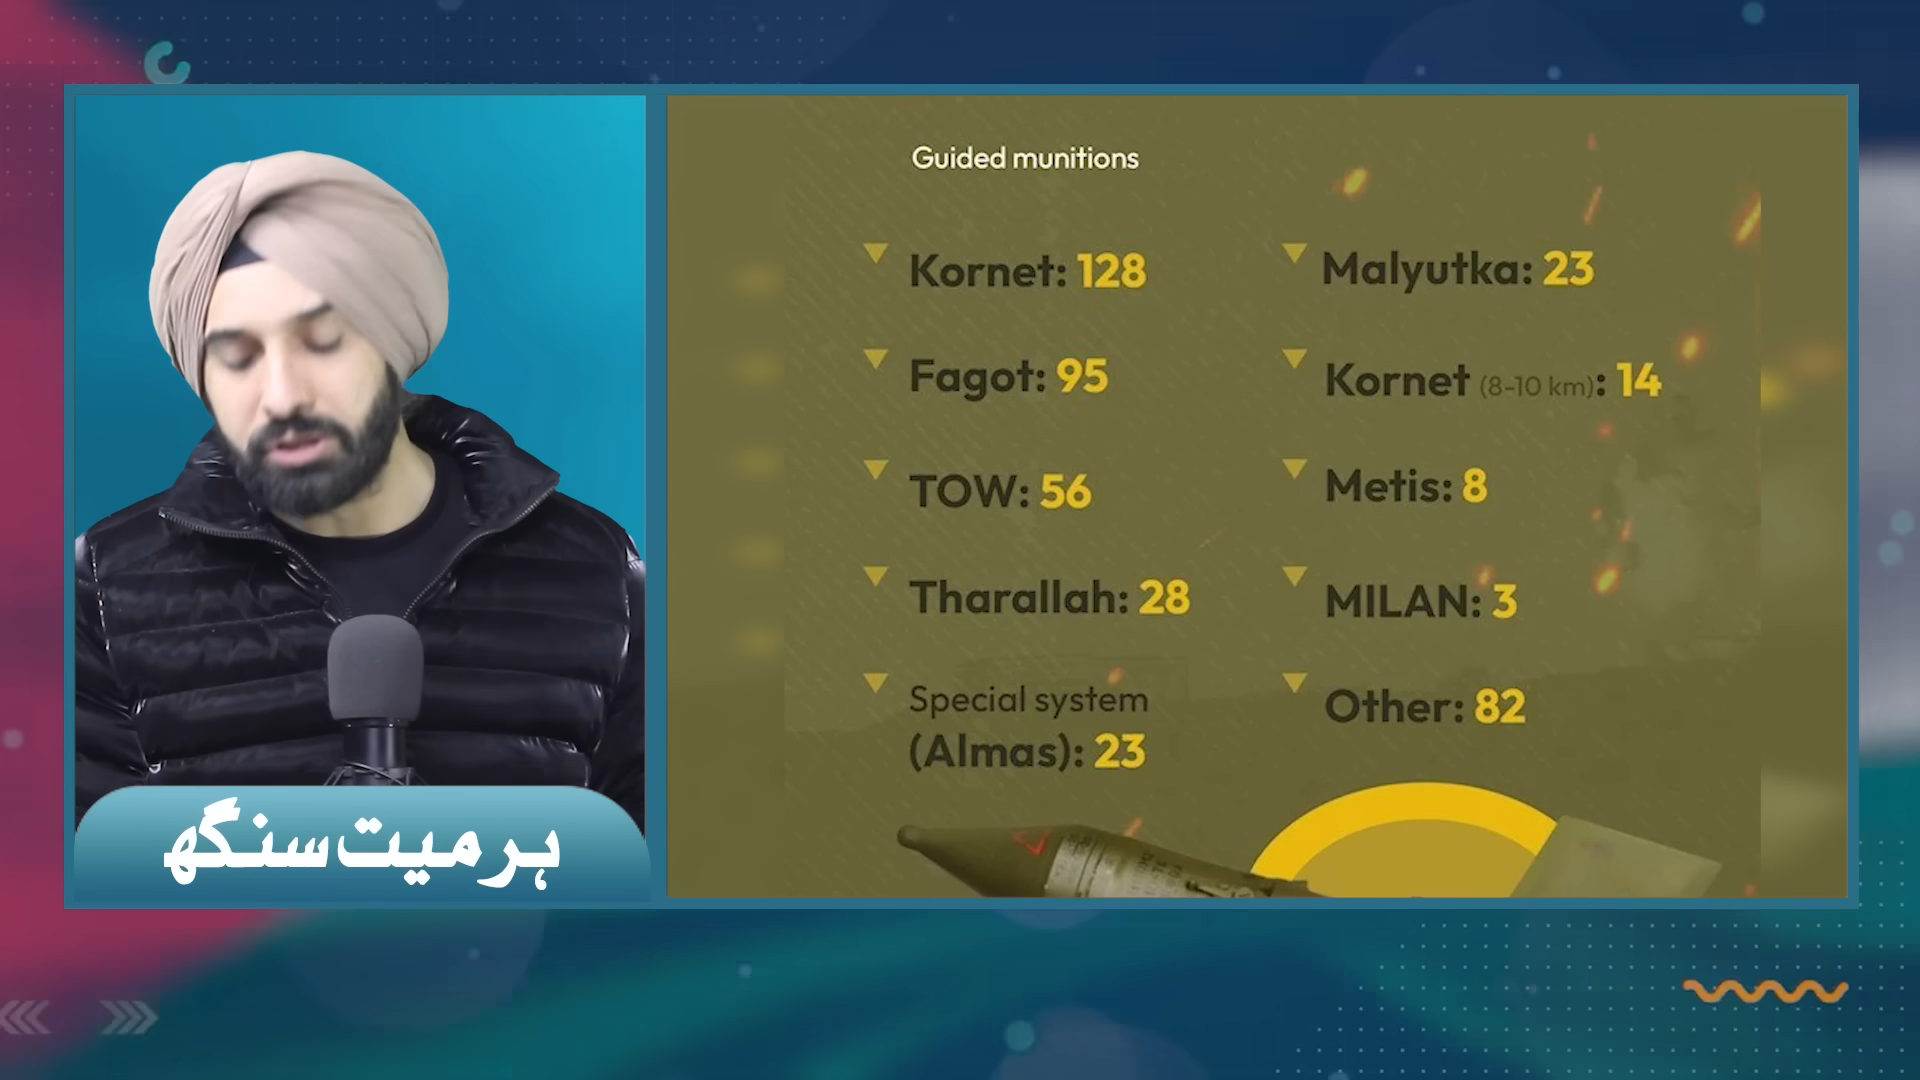 Guided munitions
Kornet: 128
Fagot: 95
TOW: 56
Tharallah: 28
Special system
(Almas): 23
Malyutka: 23
Kornet (8-10 km): 14
Metis: 8
MILAN: 3
Other: 82
ہرمیت سنگھ